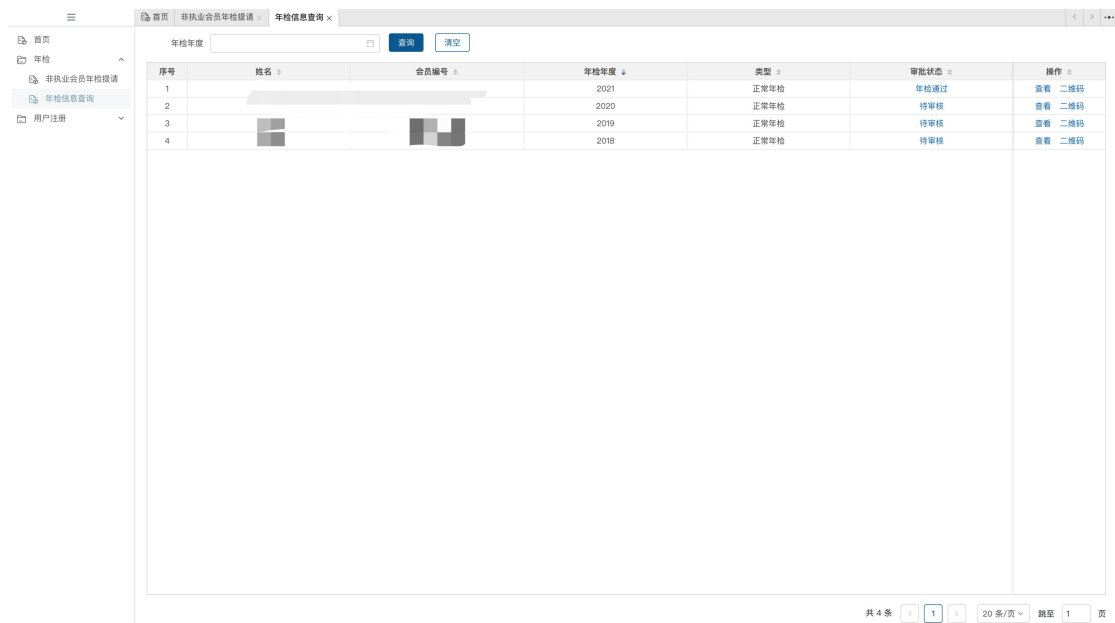 首页 非执业会员年检提请 × 年检信息查询 ×
首页
年检
非执业会员年检提请
年检信息查询
用户注册
年检年度 查询 清空
序号 姓名 会员编号 年检年度 类型 审批状态 操作
1 2021 正常年检 年检通过 查看 二维码
2 2020 正常年检 待审核 查看 二维码
3 2019 正常年检 待审核 查看 二维码
4 2018 正常年检 待审核 查看 二维码
共 4 条 < 1 > 20 条/页 跳至 1 页